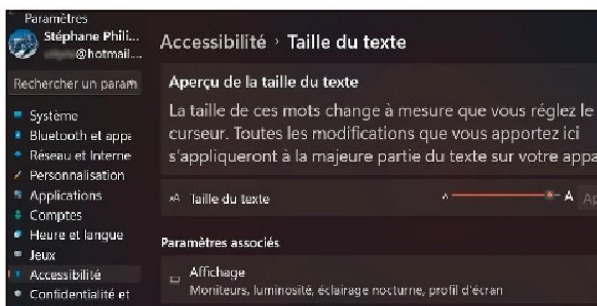 Paramètres
Stéphane Phili...
@hotmail....
Rechercher un param
Système
Bluetooth et appa
Réseau et Interne
Personnalisation
Applications
Comptes
Heure et langue
Jeux
Accessibilité
Confidentialité et
Accessibilité › Taille du texte
Aperçu de la taille du texte
La taille de ces mots change à mesure que vous réglez le
curseur. Toutes les modifications que vous apportez ici
s'appliqueront à la majeure partie du texte sur votre appa
AA Taille du texte A A Ap
Paramètres associés
Affichage
Moniteurs, luminosité, éclairage nocturne, profil d'écran